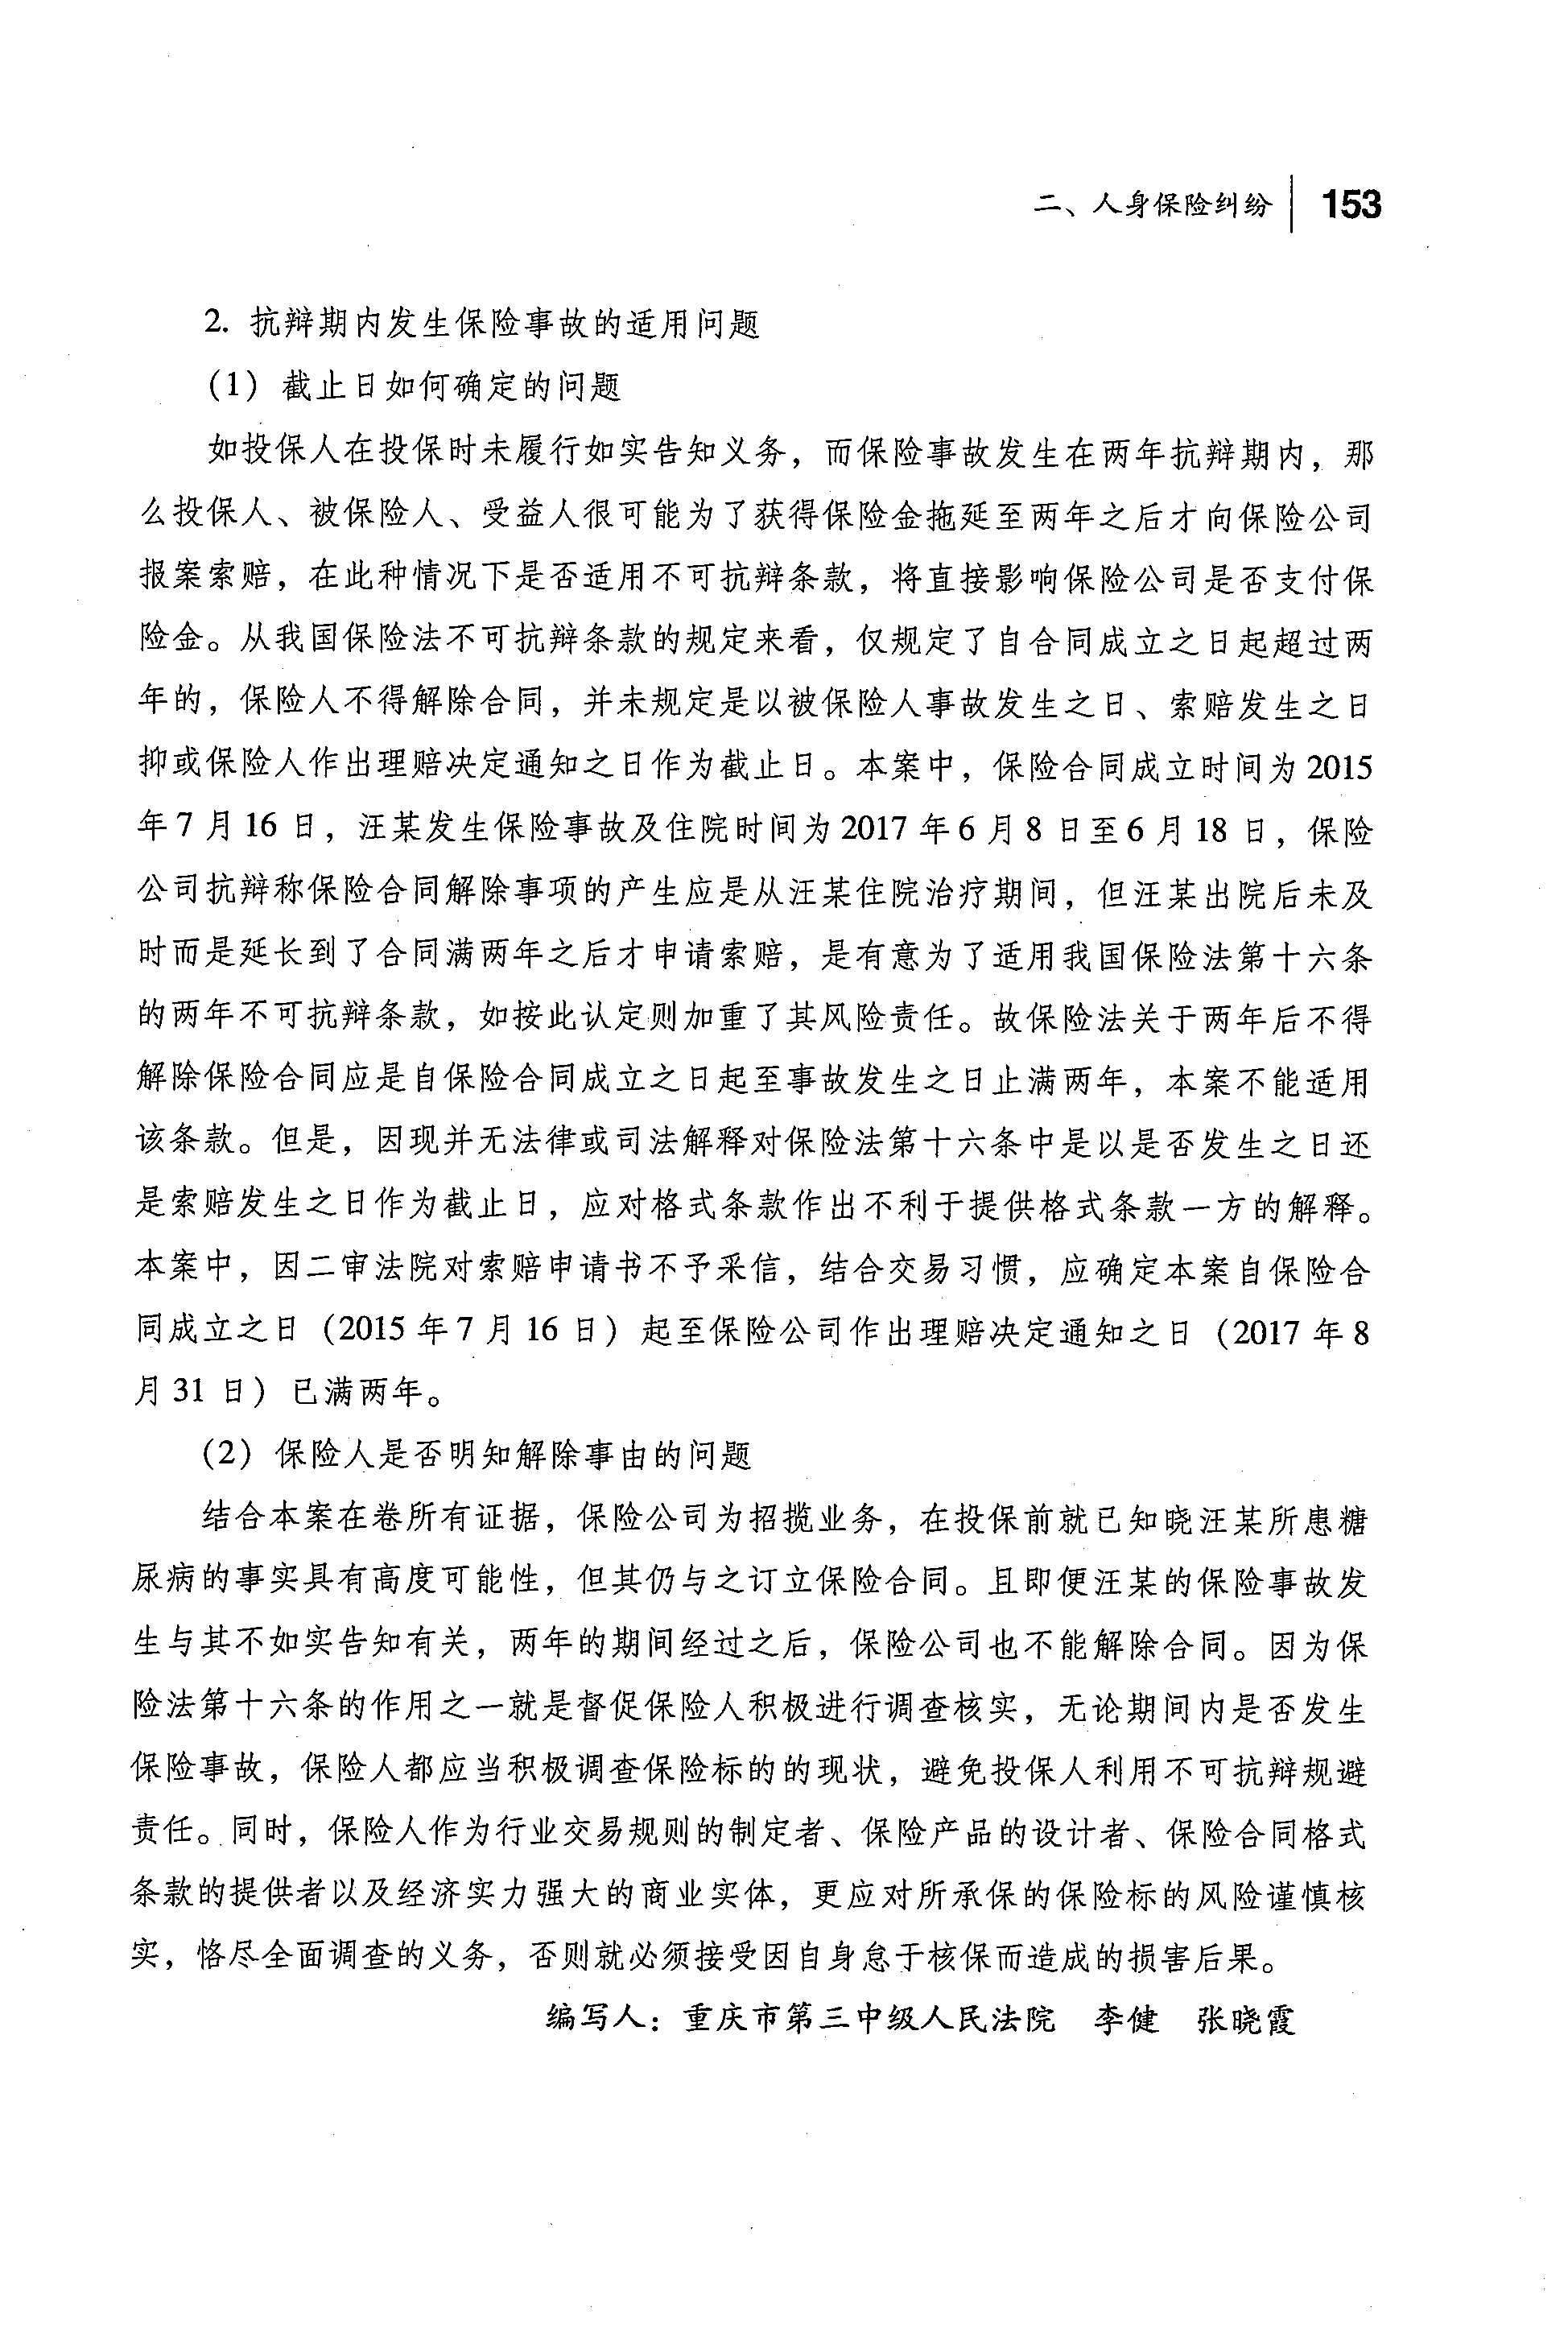 二、人身保险纠纷 153
2. 抗辩期内发生保险事故的适用问题
(1) 截止日如何确定的问题
如投保人在投保时未履行如实告知义务，而保险事故发生在两年抗辩期内，那
么投保人、被保险人、受益人很可能为了获得保险金拖延至两年之后才向保险公司
报案索赔，在此种情况下是否适用不可抗辩条款，将直接影响保险公司是否支付保
险金。从我国保险法不可抗辩条款的规定来看，仅规定了自合同成立之日起超过两
年的，保险人不得解除合同，并未规定是以被保险人事故发生之日、索赔发生之日
抑或保险人作出理赔决定通知之日作为截止日。本案中，保险合同成立时间为 2015
年 7 月 16 日，汪某发生保险事故及住院时间为 2017 年 6 月 8 日至 6 月 18 日，保险
公司抗辩称保险合同解除事项的产生应是从汪某住院治疗期间，但汪某出院后未及
时而是延长到了合同满两年之后才申请索赔，是有意为了适用我国保险法第十六条
的两年不可抗辩条款，如按此认定则加重了其风险责任。故保险法关于两年后不得
解除保险合同应是自保险合同成立之日起至事故发生之日止满两年，本案不能适用
该条款。但是，因现并无法律或司法解释对保险法第十六条中是以是否发生之日还
是索赔发生之日作为截止日，应对格式条款作出不利于提供格式条款一方的解释。
本案中，因二审法院对索赔申请书不予采信，结合交易习惯，应确定本案自保险合
同成立之日（2015 年 7 月 16 日）起至保险公司作出理赔决定通知之日（2017 年 8
月 31 日）已满两年。
(2) 保险人是否明知解除事由的问题
结合本案在卷所有证据，保险公司为招揽业务，在投保前就已知晓汪某所患糖
尿病的事实具有高度可能性，但其仍与之订立保险合同。且即便汪某的保险事故发
生与其不如实告知有关，两年的期间经过之后，保险公司也不能解除合同。因为保
险法第十六条的作用之一就是督促保险人积极进行调查核实，无论期间内是否发生
保险事故，保险人都应当积极调查保险标的的现状，避免投保人利用不可抗辩规避
责任。同时，保险人作为行业交易规则的制定者、保险产品的设计者、保险合同格式
条款的提供者以及经济实力强大的商业实体，更应对所承保的保险标的风险谨慎核
实，恪尽全面调查的义务，否则就必须接受因自身怠于核保而造成的损害后果。
编写人：重庆市第三中级人民法院 李健 张晓霞